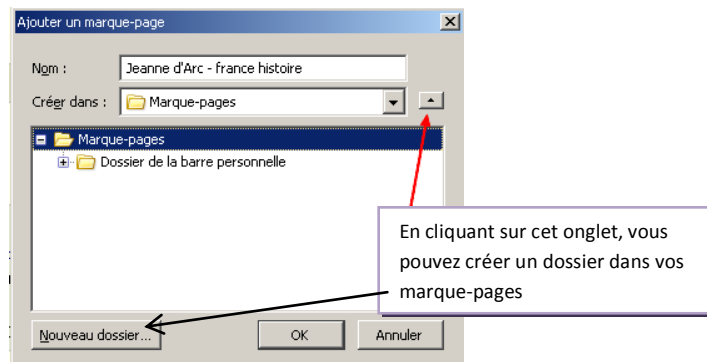 Ajouter un marque-page
Nom : Jeanne d'Arc - france histoire
Créer dans : Marque-pages
Marque-pages
Dossier de la barre personnelle
En cliquant sur cet onglet, vous
pouvez créer un dossier dans vos
marque-pages
Nouveau dossier... OK Annuler